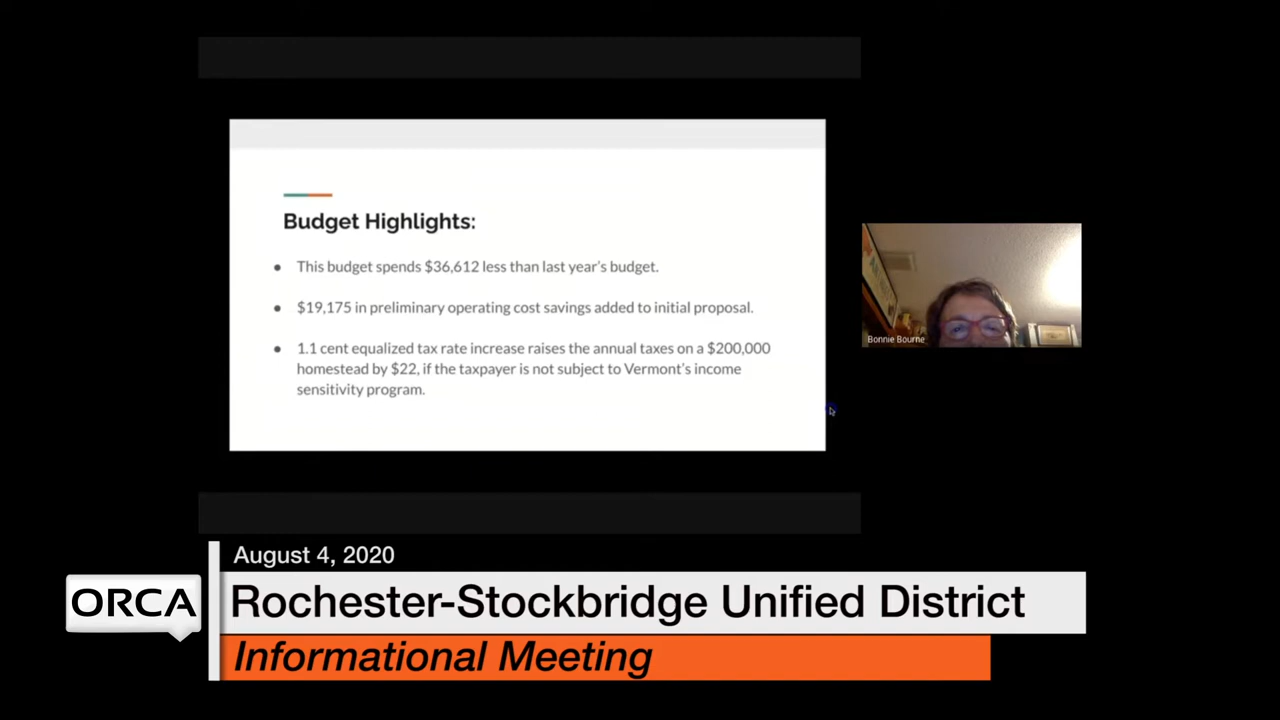 Budget Highlights:
● This budget spends $36,612 less than last year's budget.
● $19,175 in preliminary operating cost savings added to initial proposal.
● 1.1 cent equalized tax rate increase raises the annual taxes on a $200,000
homestead by $22, if the taxpayer is not subject to Vermont's income
sensitivity program.
Bonnie Bourne
August 4, 2020
ORCA
Rochester-Stockbridge Unified District
Informational Meeting